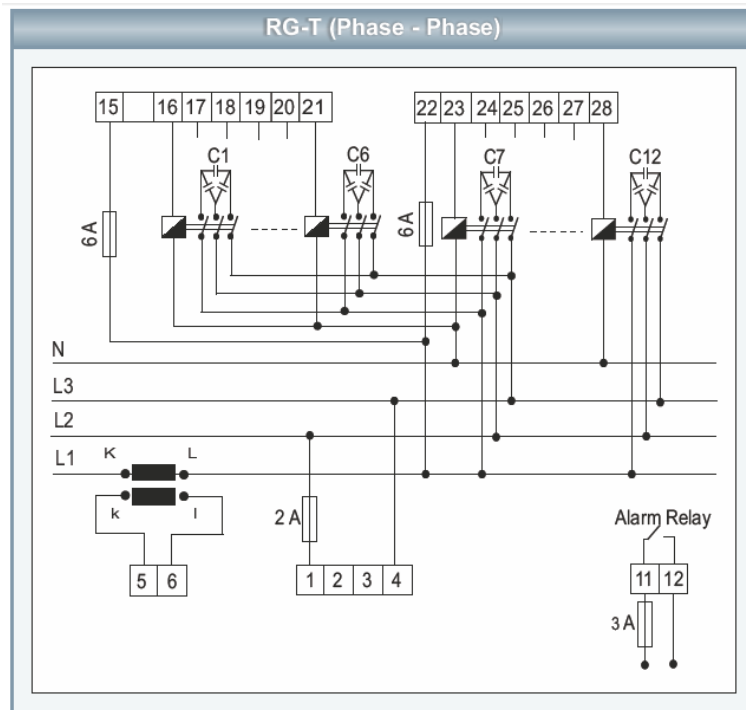 RG-T (Phase - Phase)
15 16 17 18 19 20 21 22 23 24 25 26 27 28
C1 C6 C7 C12
6 A 6 A
N
L3
L2
L1 K L
k l
2 A
Alarm Relay
5 6 1 2 3 4 11 12
3 A